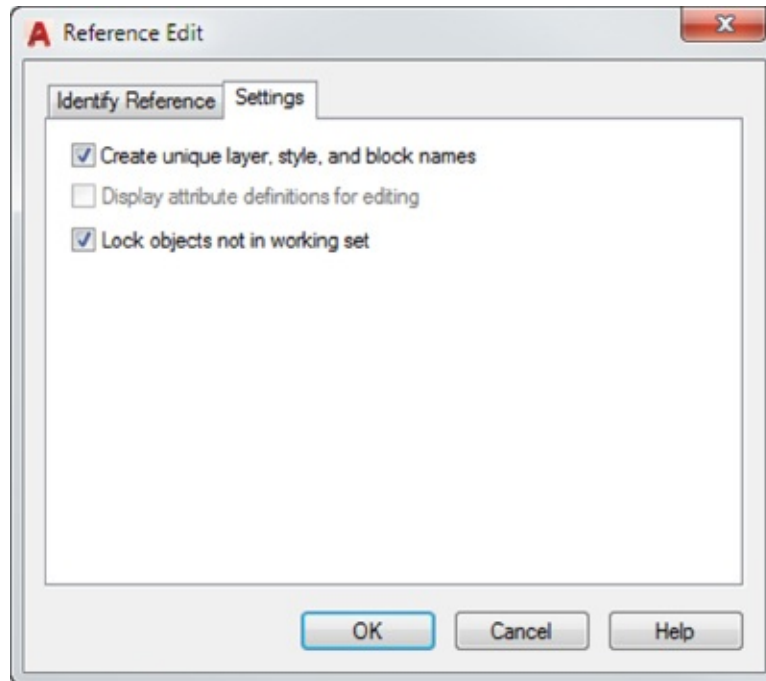 Reference Edit
Identify Reference Settings
Create unique layer, style, and block names
Display attribute definitions for editing
Lock objects not in working set
OK Cancel Help